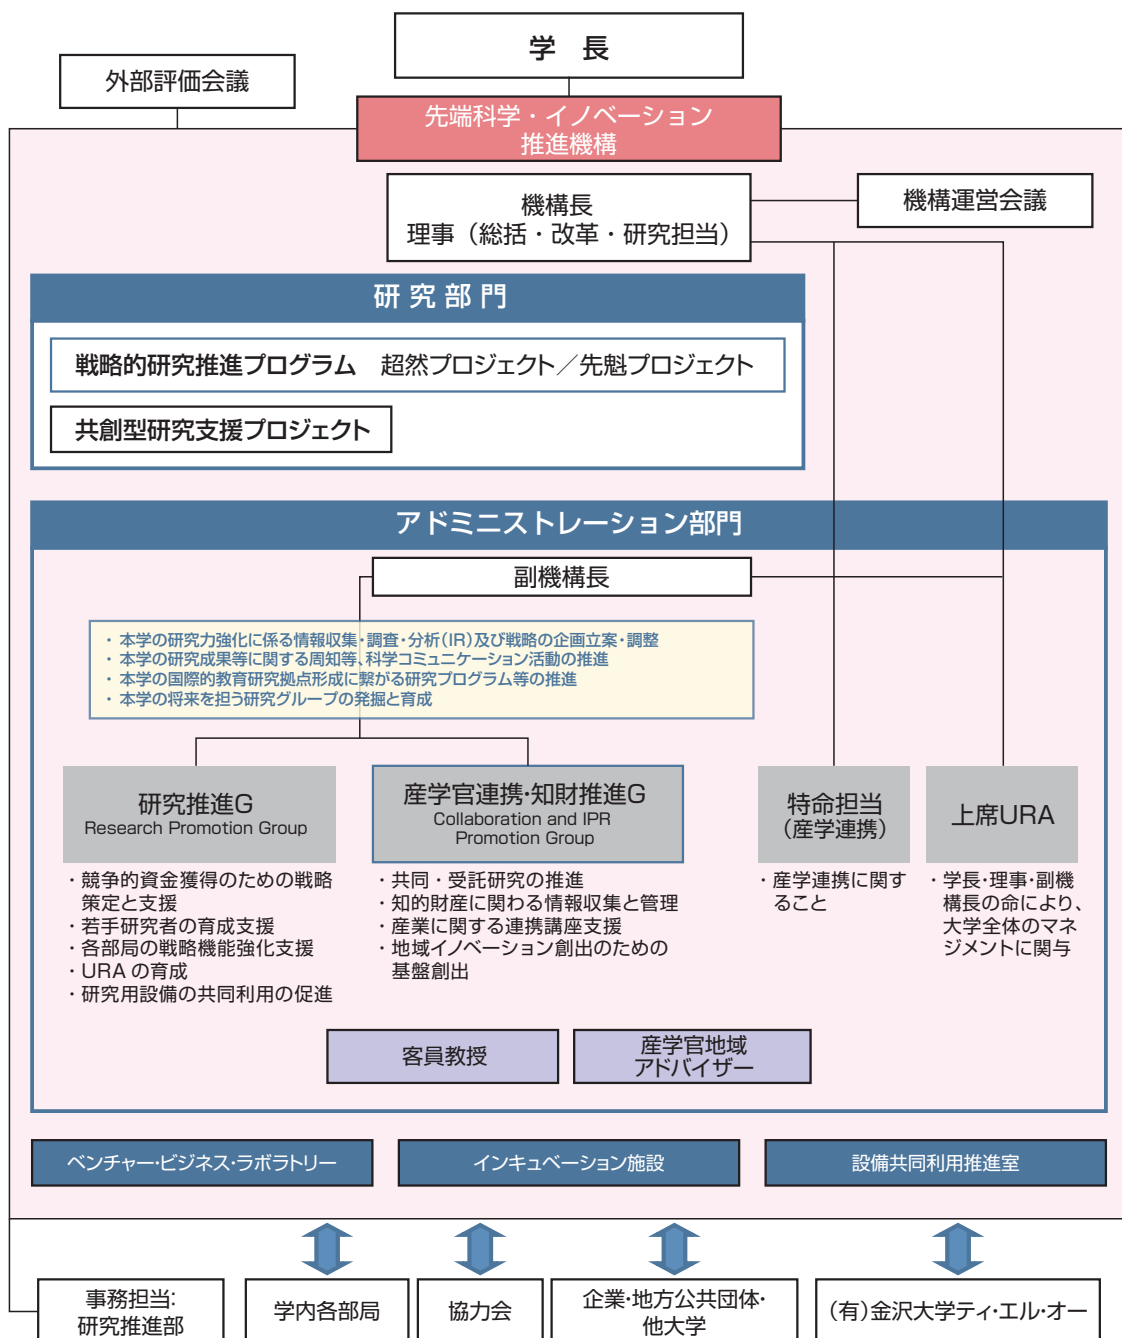 学 長
外部評価会議
先端科学・イノベーション
推進機構
機構長
理事（総括・改革・研究担当）
機構運営会議
研 究 部 門
戦略的研究推進プログラム　超然プロジェクト／先魁プロジェクト
共創型研究支援プロジェクト
アドミニストレーション部門
副機構長
・本学の研究力強化に係る情報収集・調査・分析（IR）及び戦略の企画立案・調整
・本学の研究成果等に関する周知等、科学コミュニケーション活動の推進
・本学の国際的教育研究拠点形成に繋がる研究プログラム等の推進
・本学の将来を担う研究グループの発掘と育成
研究推進G
Research Promotion Group
・競争的資金獲得のための戦略
策定と支援
・若手研究者の育成支援
・各部局の戦略機能強化支援
・URA の育成
・研究用設備の共同利用の促進
産学官連携・知財推進G
Collaboration and IPR
Promotion Group
・共同・受託研究の推進
・知的財産に関わる情報収集と管理
・産業に関する連携講座支援
・地域イノベーション創出のための
基盤創出
特命担当
（産学連携）
・産学連携に関す
ること
上席URA
・学長・理事・副機
構長の命により、
大学全体のマネ
ジメントに関与
客員教授
産学官地域
アドバイザー
ベンチャー・ビジネス・ラボラトリー
インキュベーション施設
設備共同利用推進室
事務担当：
研究推進部
学内各部局
協力会
企業・地方公共団体・
他大学
（有）金沢大学ティ・エル・オー